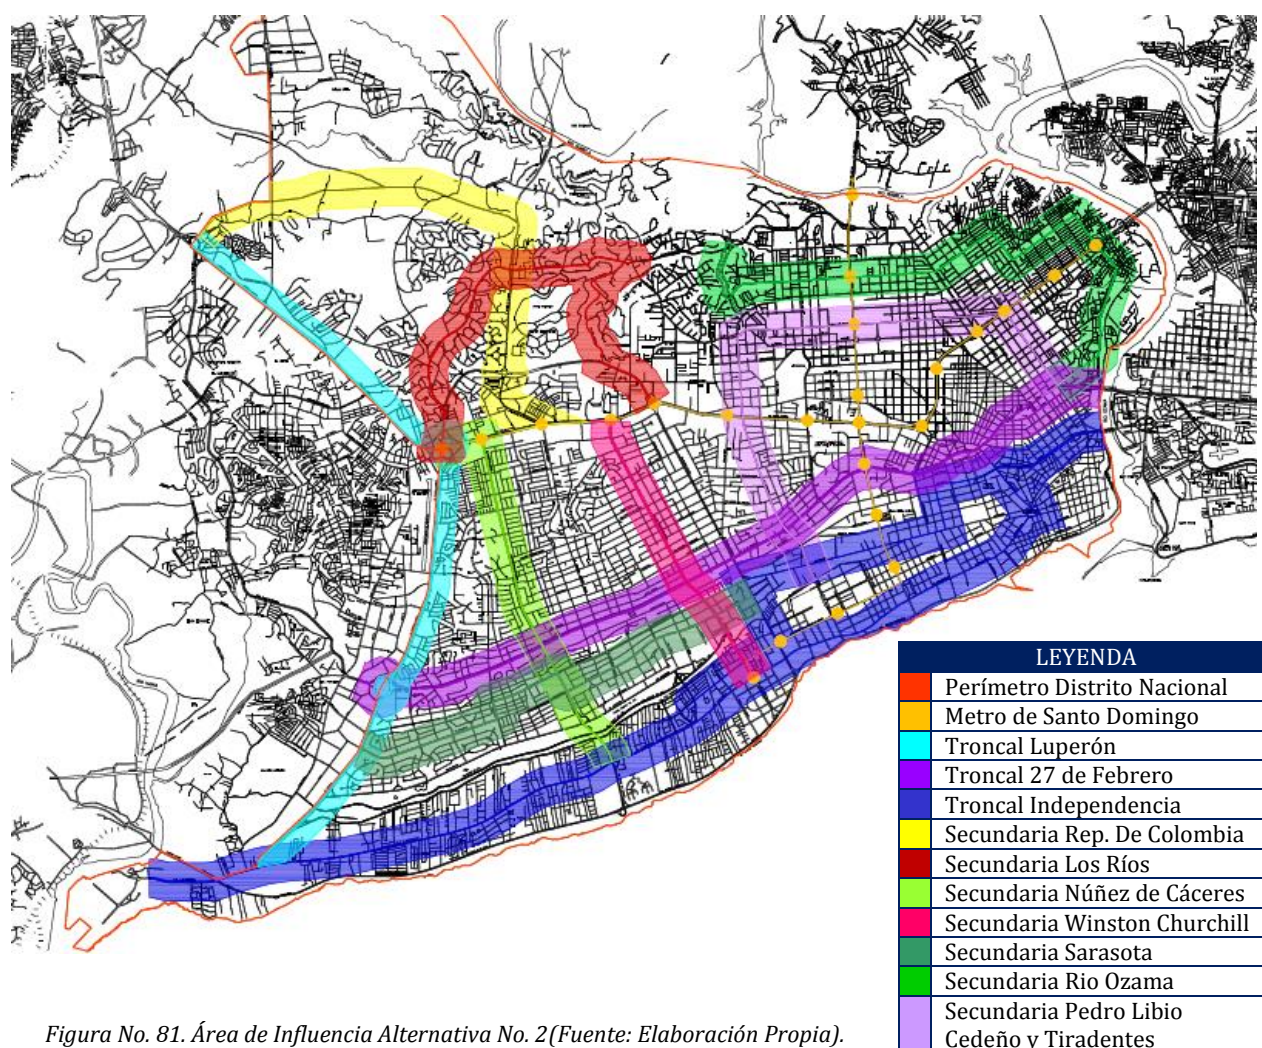 LEYENDA
Perímetro Distrito Nacional
Metro de Santo Domingo
Troncal Luperón
Troncal 27 de Febrero
Troncal Independencia
Secundaria Rep. De Colombia
Secundaria Los Ríos
Secundaria Núñez de Cáceres
Secundaria Winston Churchill
Secundaria Sarasota
Secundaria Rio Ozama
Secundaria Pedro Libio
Cedeño y Tiradentes
Figura No. 81. Área de Influencia Alternativa No. 2(Fuente: Elaboración Propia).